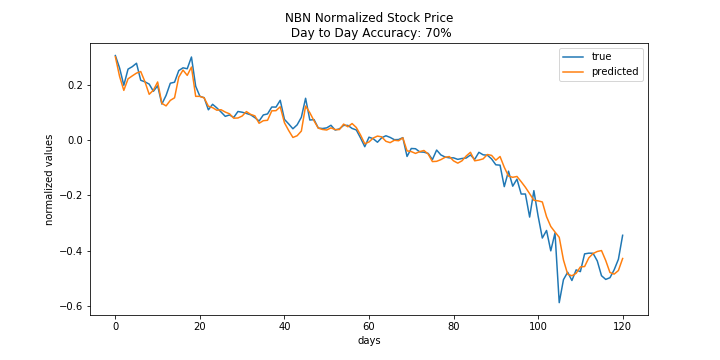 NBN Normalized Stock Price
Day to Day Accuracy: 70%
true
predicted
normalized values
0.2
0.0
−0.2
−0.4
−0.6
0
20
40
60
80
100
120
days